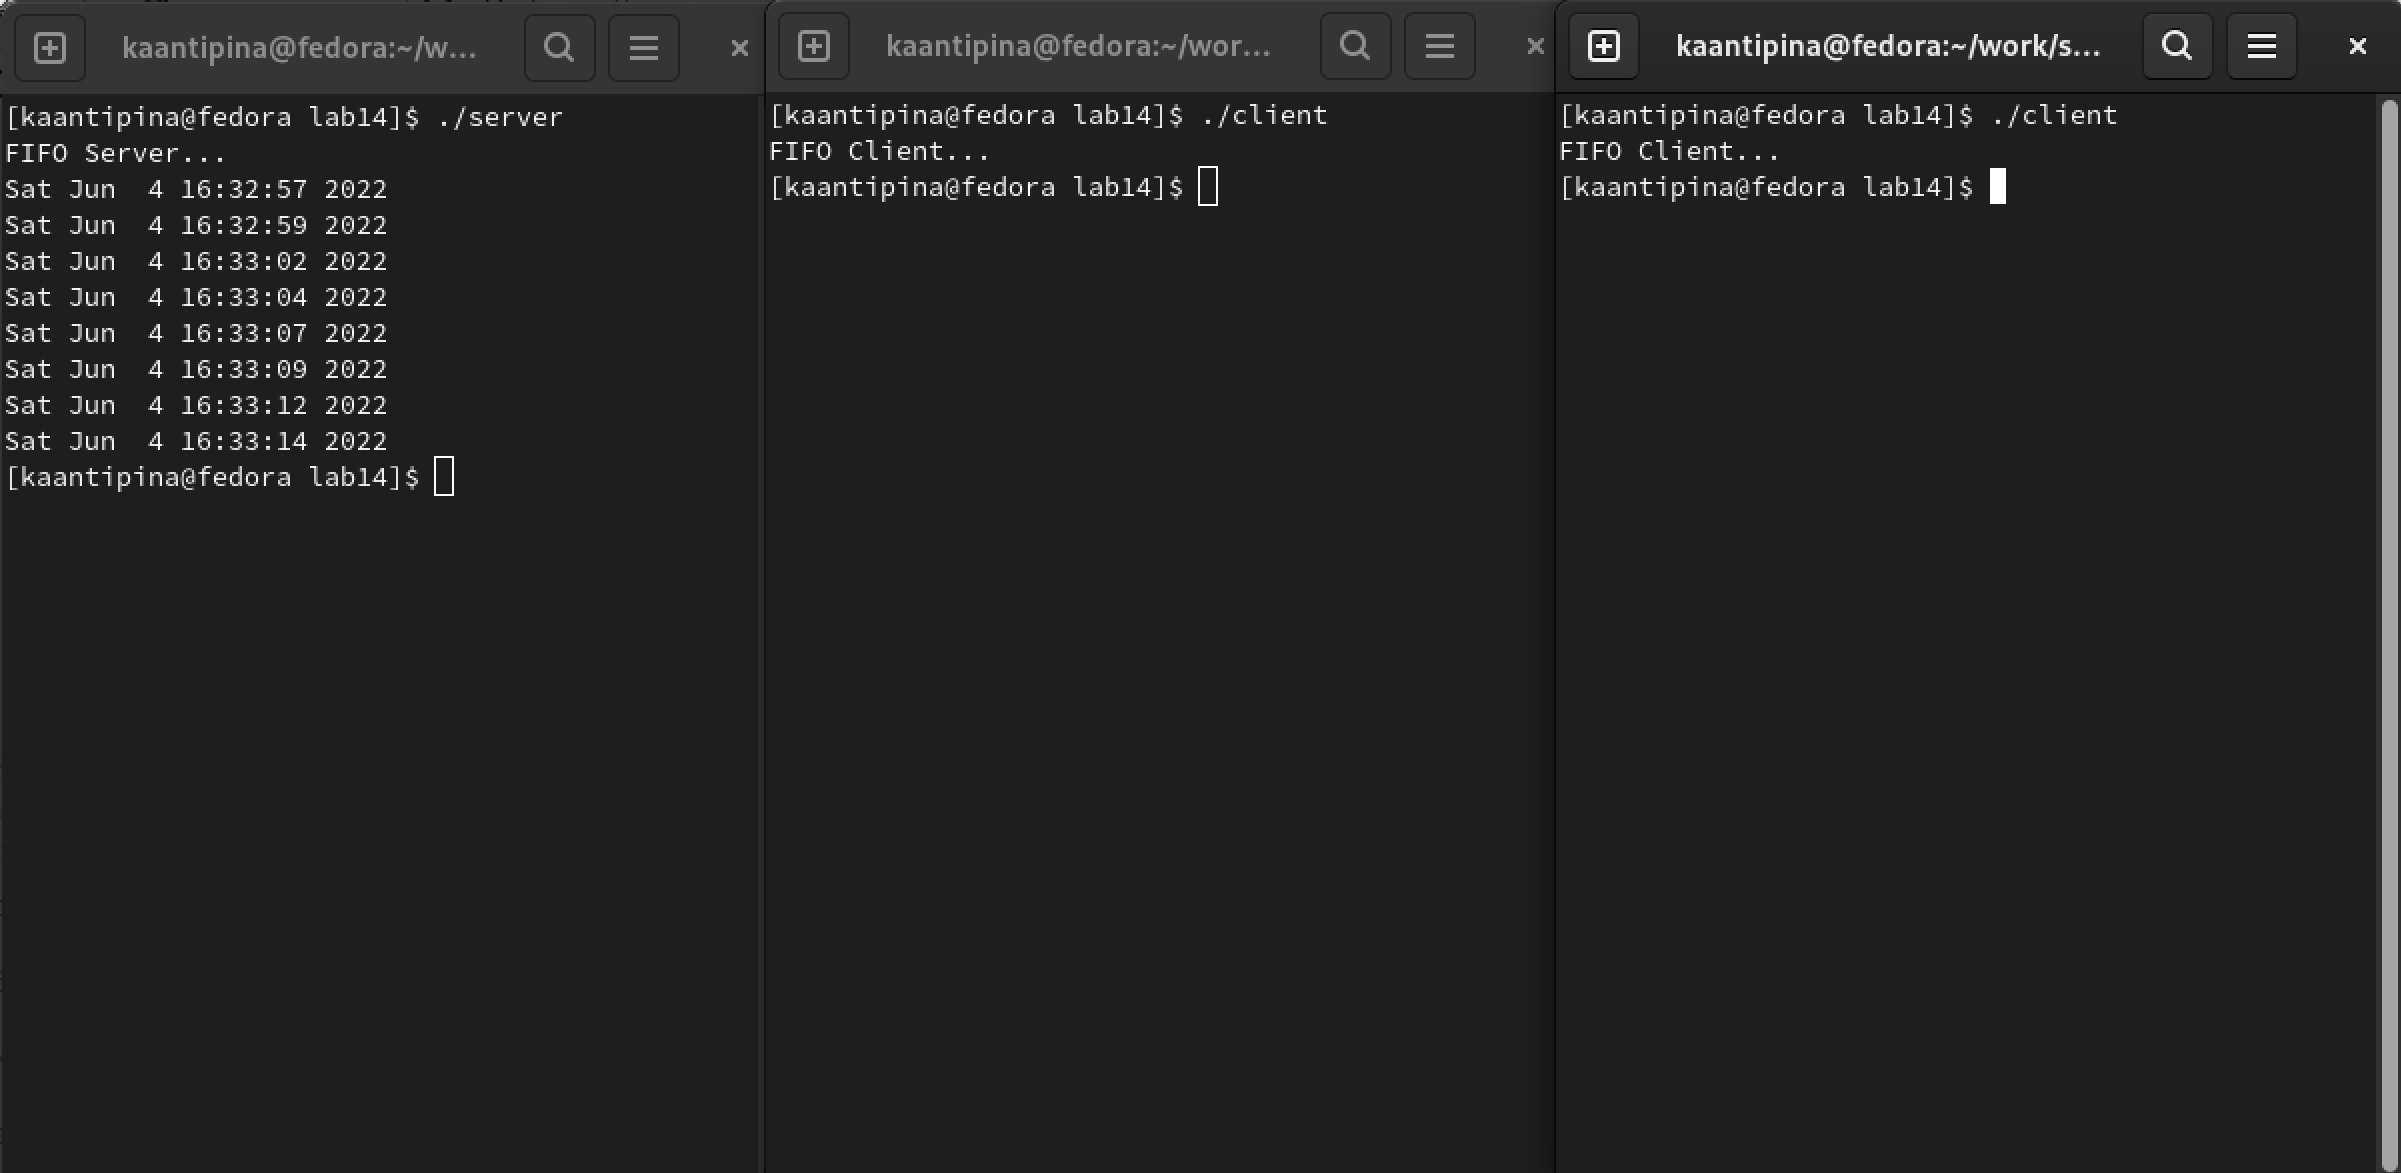 kaantipina@fedora:~/w...
[kaantipina@fedora lab14]$ ./server
FIFO Server...
Sat Jun  4 16:32:57 2022
Sat Jun  4 16:32:59 2022
Sat Jun  4 16:33:02 2022
Sat Jun  4 16:33:04 2022
Sat Jun  4 16:33:07 2022
Sat Jun  4 16:33:09 2022
Sat Jun  4 16:33:12 2022
Sat Jun  4 16:33:14 2022
[kaantipina@fedora lab14]$
kaantipina@fedora:~/wor...
[kaantipina@fedora lab14]$ ./client
FIFO Client...
[kaantipina@fedora lab14]$
kaantipina@fedora:~/work/s...
[kaantipina@fedora lab14]$ ./client
FIFO Client...
[kaantipina@fedora lab14]$